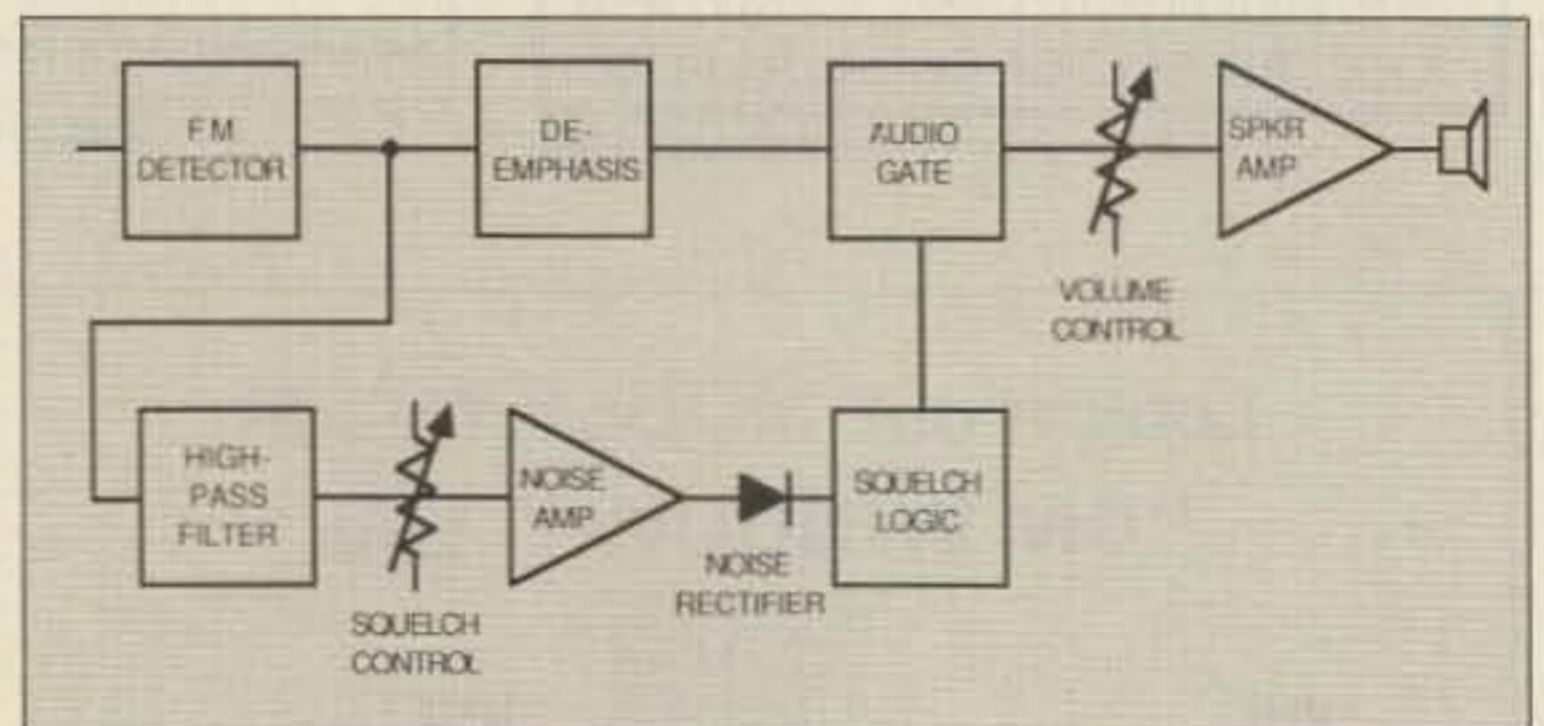 FM
DETECTOR
DE-
EMPHASIS
AUDIO
GATE
SPKR
AMP
VOLUME
CONTROL
HIGH-
PASS
FILTER
NOISE
AMP
SQUELCH
LOGIC
NOISE
RECTIFIER
SQUELCH
CONTROL